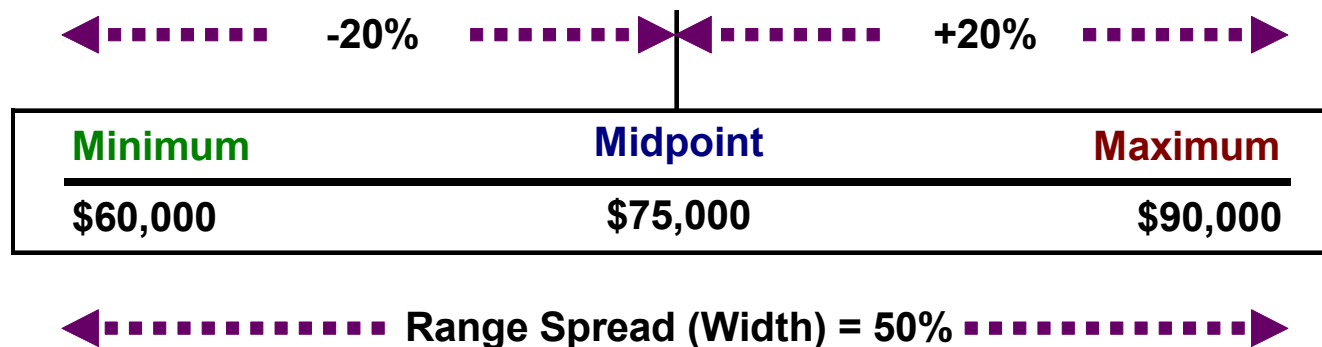 -20% +20%
Minimum Midpoint Maximum
$60,000 $75,000 $90,000
Range Spread (Width) = 50%